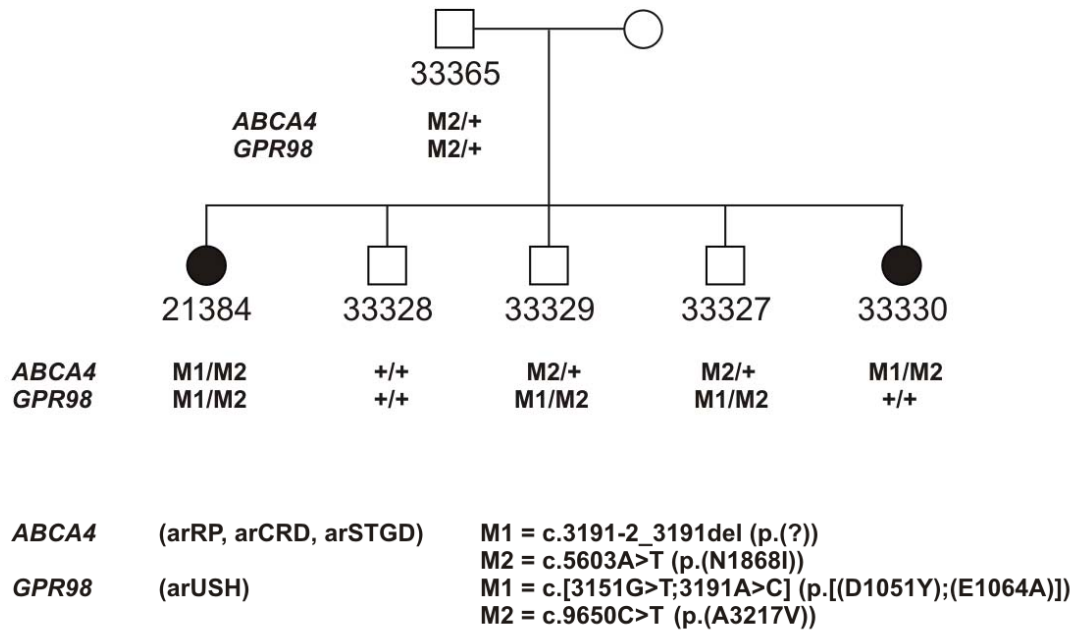 33365
ABCA4 M2/+
GPR98 M2/+
21384 33328 33329 33327 33330
ABCA4 M1/M2 +/+ M2/+ M2/+ M1/M2
GPR98 M1/M2 +/+ M1/M2 M1/M2 +/+
ABCA4 (arRP, arCRD, arSTGD) M1 = c.3191-2_3191del (p.(?))
M2 = c.5603A>T (p.(N1868I))
GPR98 (arUSH) M1 = c.[3151G>T;3191A>C] (p.[(D1051Y);(E1064A)])
M2 = c.9650C>T (p.(A3217V))